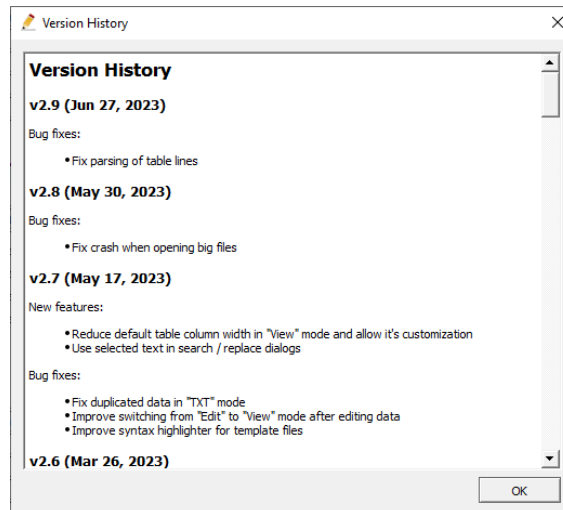 Version History
Version History
v2.9 (Jun 27, 2023)
Bug fixes:
• Fix parsing of table lines
v2.8 (May 30, 2023)
Bug fixes:
• Fix crash when opening big files
v2.7 (May 17, 2023)
New features:
• Reduce default table column width in "View" mode and allow it's customization
• Use selected text in search / replace dialogs
Bug fixes:
• Fix duplicated data in "TXT" mode
• Improve switching from "Edit" to "View" mode after editing data
• Improve syntax highlighter for template files
v2.6 (Mar 26, 2023)
OK